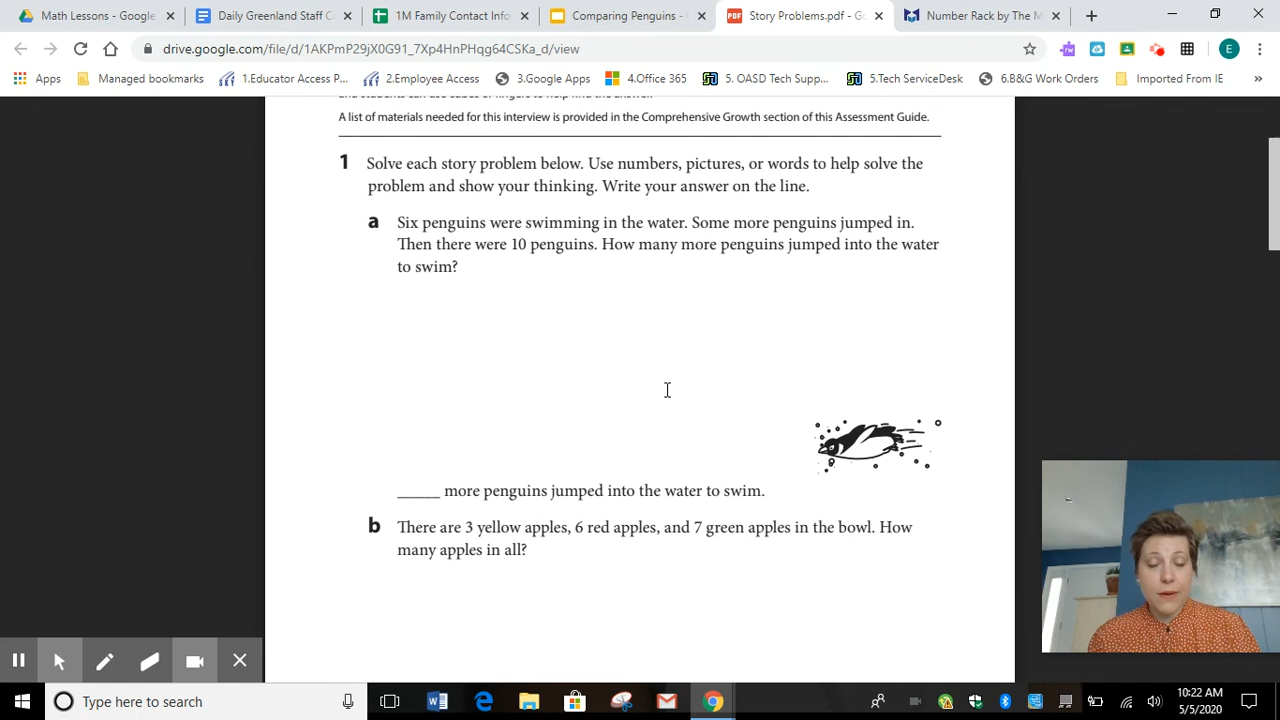 Math Lessons - Google
Daily Greenland Staff C
1M Family Contact Info
Comparing Penguins - G
PDF
Story Problems.pdf - Go
Number Rack by The M
drive.google.com/file/d/1AKPmP29jX0G91_7Xp4HnPHqg64CSKa_d/view
E
Apps
Managed bookmarks
1.Educator Access P...
2.Employee Access
3.Google Apps
4.Office 365
5. OASD Tech Supp...
5.Tech ServiceDesk
6.B&G Work Orders
Imported From IE
»
A list of materials needed for this interview is provided in the Comprehensive Growth section of this Assessment Guide.
1 Solve each story problem below. Use numbers, pictures, or words to help solve the
problem and show your thinking. Write your answer on the line.
a Six penguins were swimming in the water. Some more penguins jumped in.
Then there were 10 penguins. How many more penguins jumped into the water
to swim?
_____ more penguins jumped into the water to swim.
b There are 3 yellow apples, 6 red apples, and 7 green apples in the bowl. How
many apples in all?
Type here to search
10:22 AM
5/5/2020